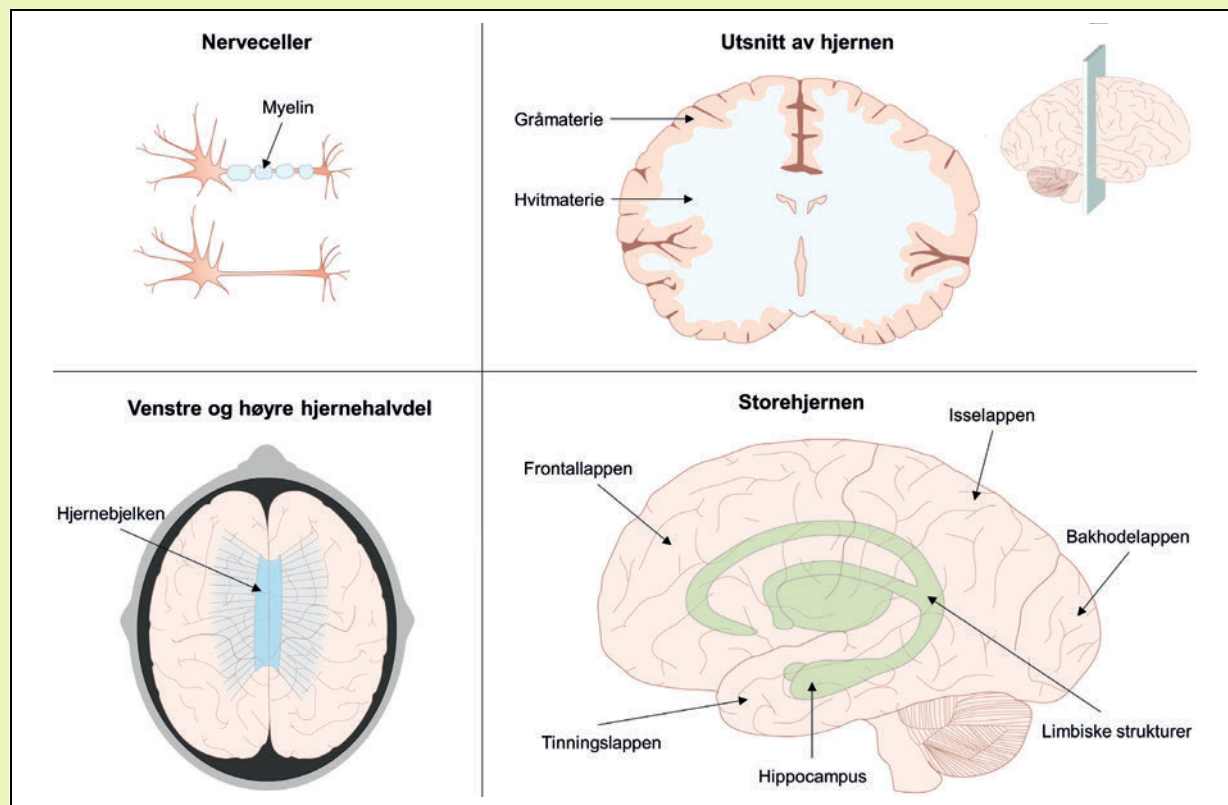 Nerveceller
Myelin
Utsnitt av hjernen
Gråmaterie
Hvitmaterie
Venstre og høyre hjernehalvdel
Hjernebjelken
Storehjernen
Isselappen
Frontallappen
Bakhodelappen
Tinningslappen
Hippocampus
Limbiske strukturer